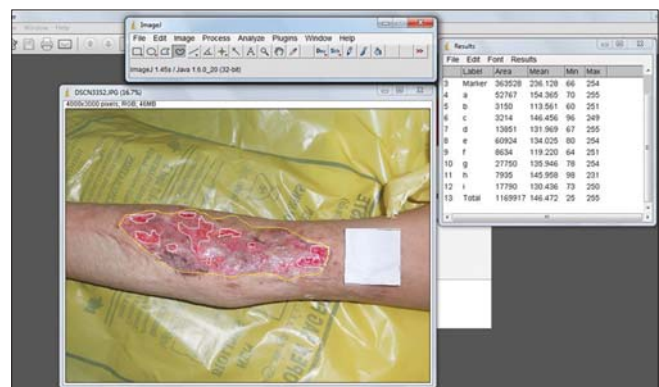 Window Help
ImageJ
File Edit Image Process Analyze Plugins Window Help
Dev Stk
ImageJ 1.45s / Java 1.6.0_20 (32-bit)
DSCN3352.JPG (16.7%)
4000x3000 pixels; RGB; 46MB
Results
File Edit Font Results
Label Area Mean Min Max
3 Marker 363528 236.128 66 254
4 a 52767 154.365 70 255
5 b 3150 113.561 60 251
6 c 3214 146.456 96 249
7 d 13851 131.969 67 255
8 e 60924 134.025 80 254
9 f 8634 119.220 64 251
10 g 27750 135.946 78 254
11 h 7935 145.958 98 231
12 i 17790 130.436 73 250
13 Total 1169917 146.472 25 255